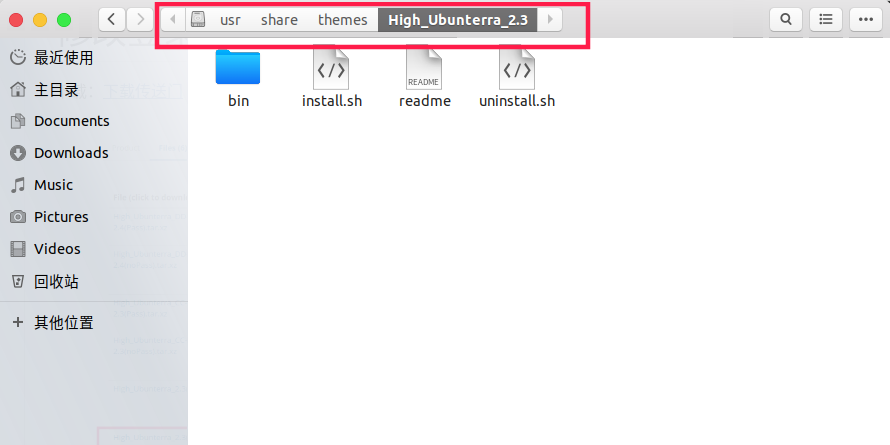 usr share themes High_Ubunterra_2.3
最近使用
主目录
Documents
Downloads
Music
Pictures
Videos
回收站
其他位置
README
bin install.sh readme uninstall.sh